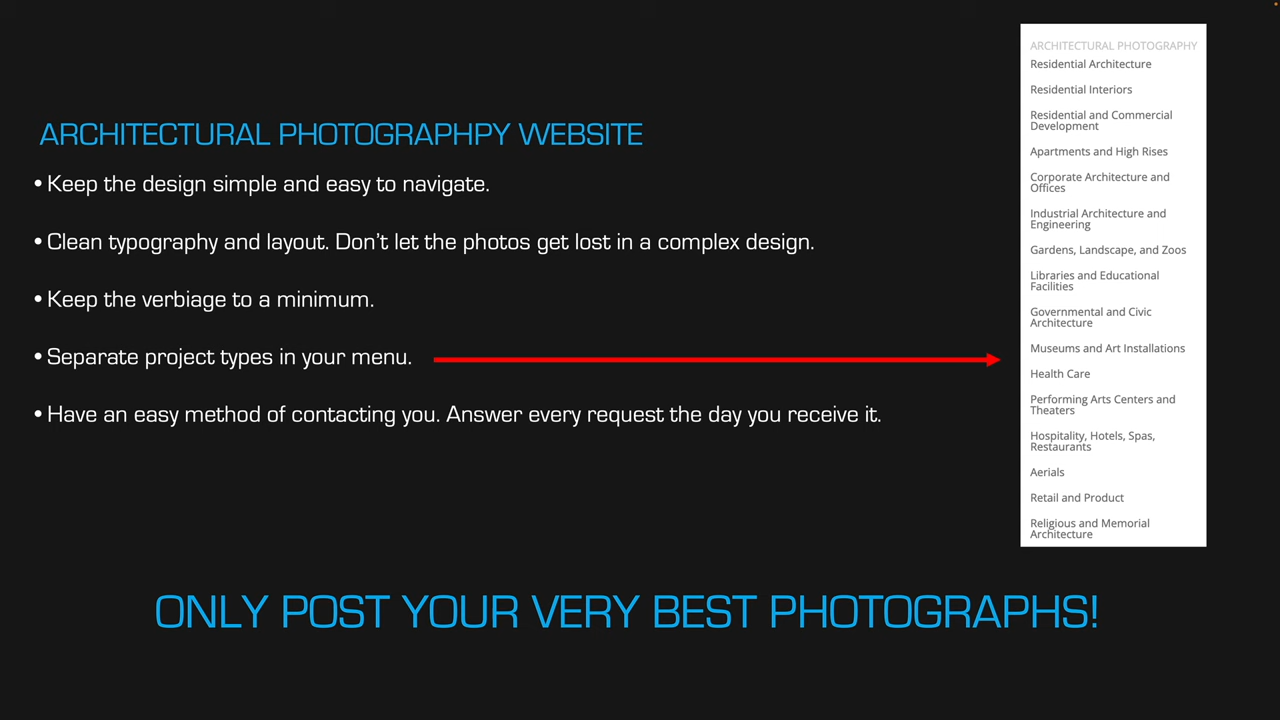 ARCHITECTURAL PHOTOGRAPHPY WEBSITE
• Keep the design simple and easy to navigate.
• Clean typography and layout. Don’t let the photos get lost in a complex design.
• Keep the verbiage to a minimum.
• Separate project types in your menu.
• Have an easy method of contacting you. Answer every request the day you receive it.
ARCHITECTURAL PHOTOGRAPHY
Residential Architecture
Residential Interiors
Residential and Commercial
Development
Apartments and High Rises
Corporate Architecture and
Offices
Industrial Architecture and
Engineering
Gardens, Landscape, and Zoos
Libraries and Educational
Facilities
Governmental and Civic
Architecture
Museums and Art Installations
Health Care
Performing Arts Centers and
Theaters
Hospitality, Hotels, Spas,
Restaurants
Aerials
Retail and Product
Religious and Memorial
Architecture
ONLY POST YOUR VERY BEST PHOTOGRAPHS!